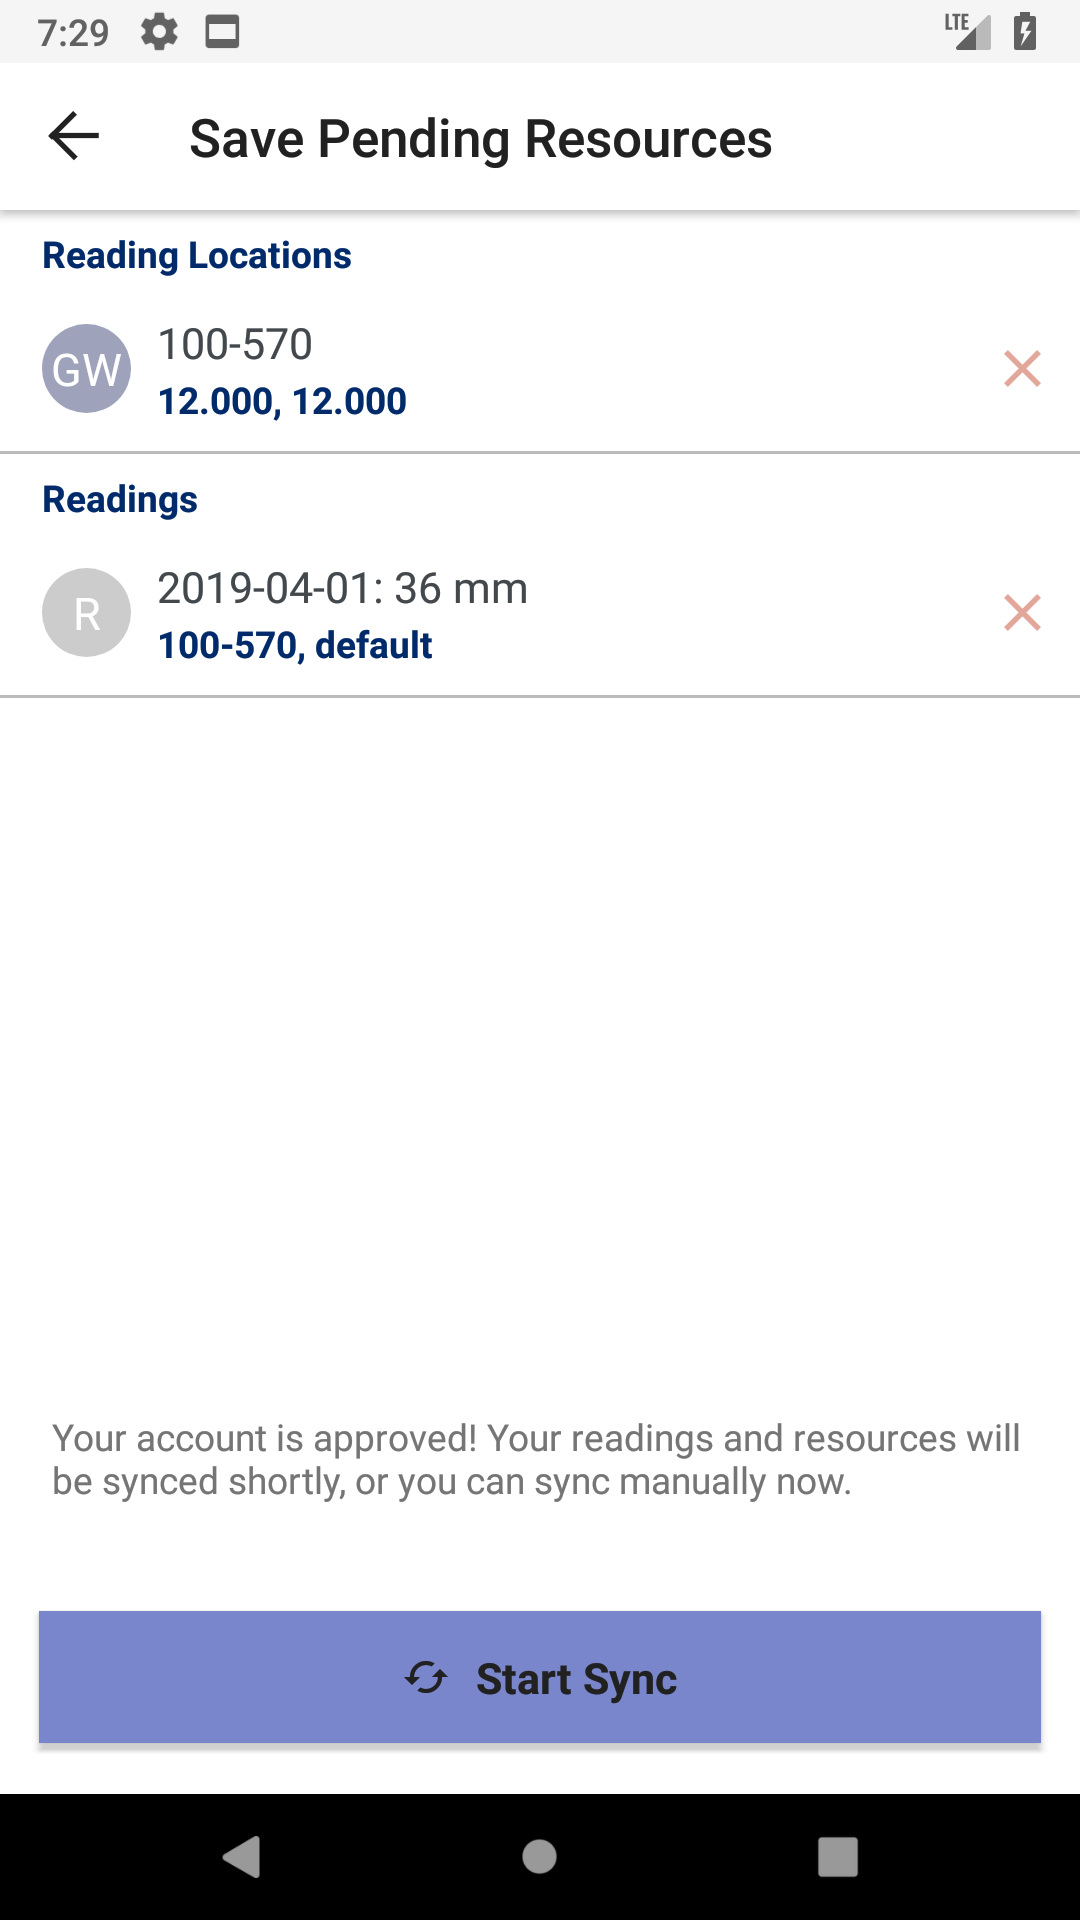 7:29
LTE
Save Pending Resources
Reading Locations
GW
100-570
12.000, 12.000
Readings
R
2019-04-01: 36 mm
100-570, default
Your account is approved! Your readings and resources will
be synced shortly, or you can sync manually now.
Start Sync